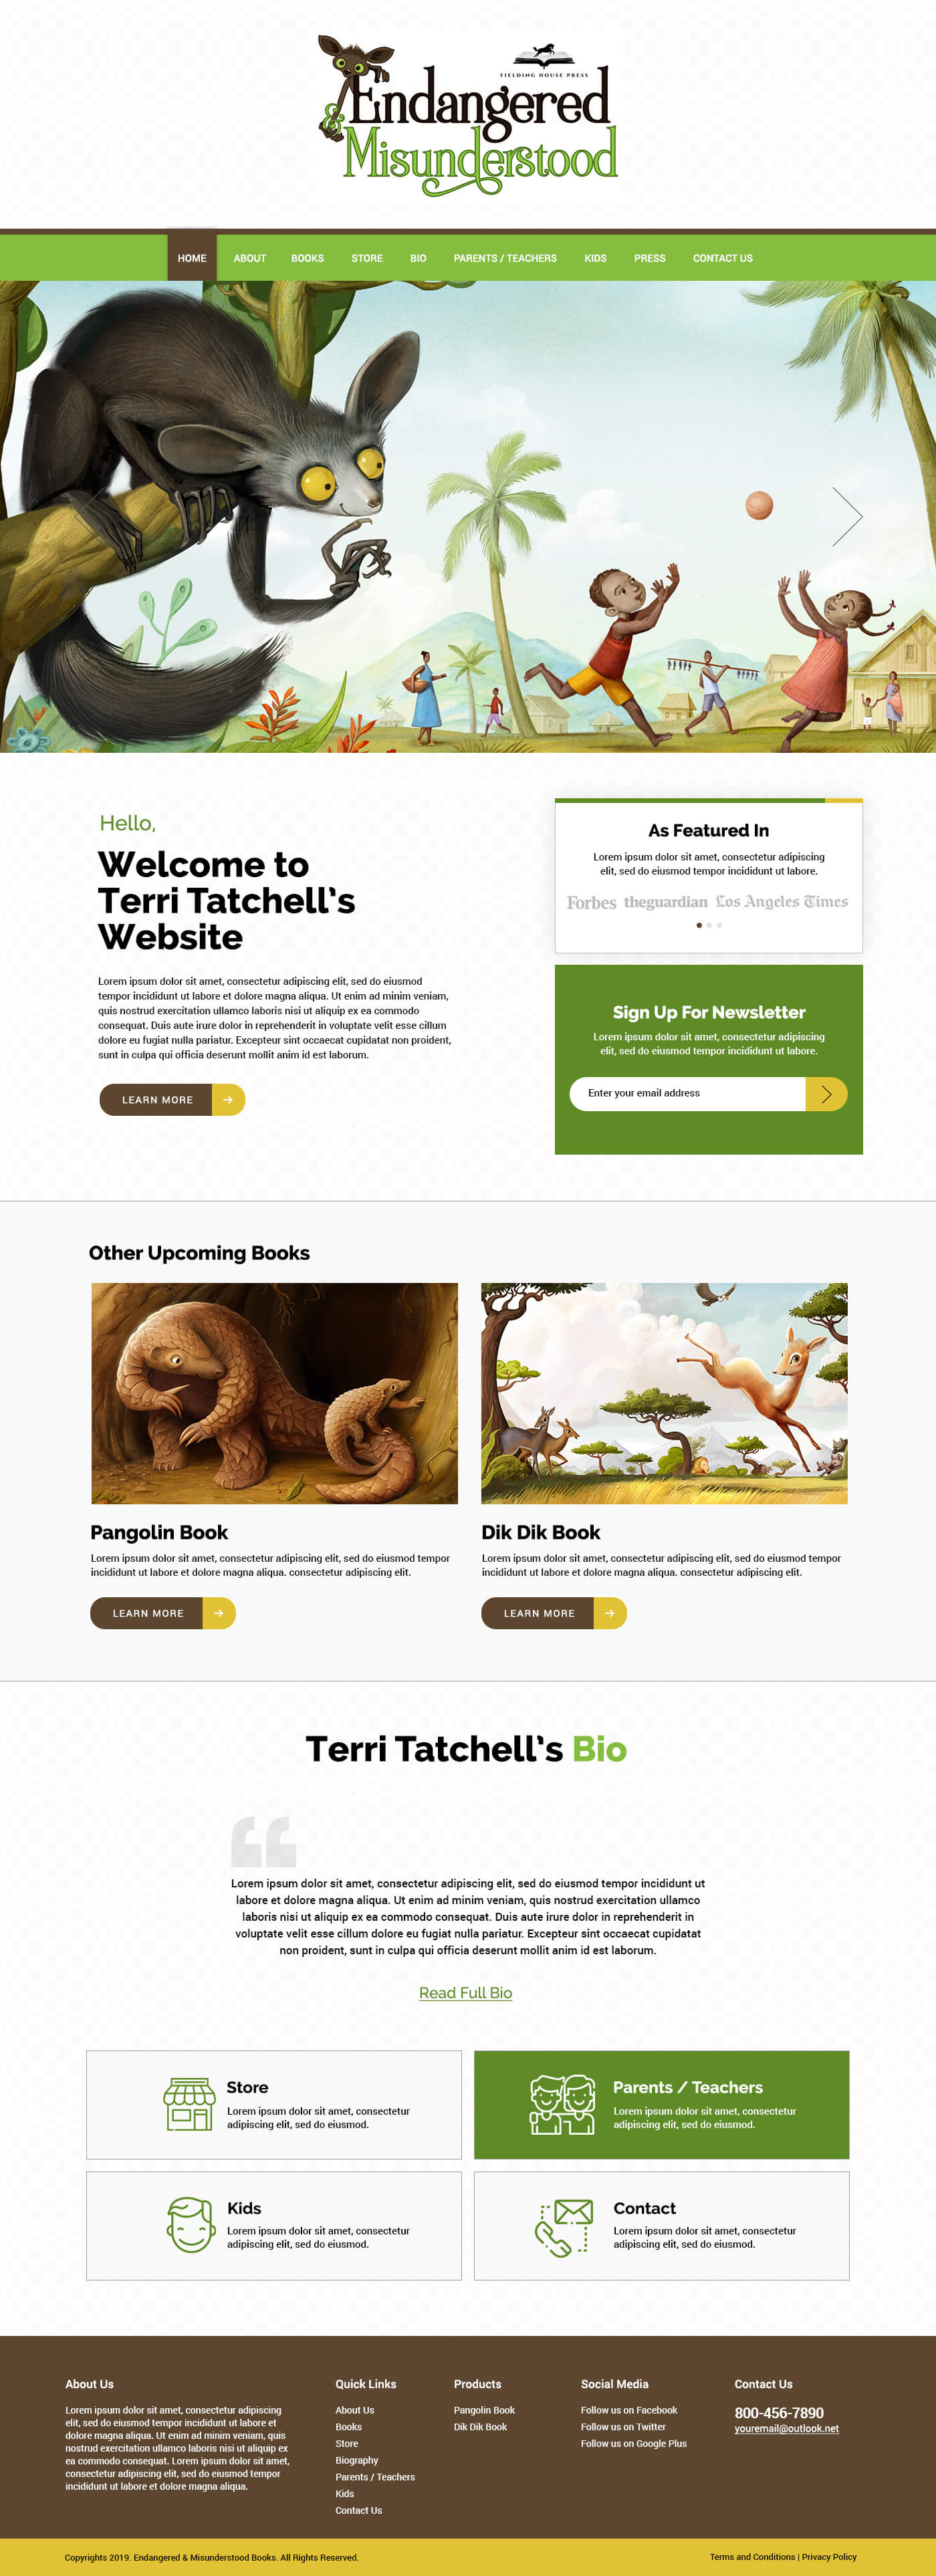 FIELDING HOUSE PRESS
Endangered
& Misunderstood
HOME ABOUT BOOKS STORE BIO PARENTS / TEACHERS KIDS PRESS CONTACT US
Hello,
Welcome to
Terri Tatchell's
Website
Lorem ipsum dolor sit amet, consectetur adipiscing elit, sed do eiusmod
tempor incididunt ut labore et dolore magna aliqua. Ut enim ad minim veniam,
quis nostrud exercitation ullamco laboris nisi ut aliquip ex ea commodo
consequat. Duis aute irure dolor in reprehenderit in voluptate velit esse cillum
dolore eu fugiat nulla pariatur. Excepteur sint occaecat cupidatat non proident,
sunt in culpa qui officia deserunt mollit anim id est laborum.
LEARN MORE
As Featured In
Lorem ipsum dolor sit amet, consectetur adipiscing
elit, sed do eiusmod tempor incididunt ut labore.
Forbes theguardian Los Angeles Times
Sign Up For Newsletter
Lorem ipsum dolor sit amet, consectetur adipiscing
elit, sed do eiusmod tempor incididunt ut labore.
Enter your email address
Other Upcoming Books
Pangolin Book
Lorem ipsum dolor sit amet, consectetur adipiscing elit, sed do eiusmod tempor
incididunt ut labore et dolore magna aliqua. consectetur adipiscing elit.
LEARN MORE
Dik Dik Book
Lorem ipsum dolor sit amet, consectetur adipiscing elit, sed do eiusmod tempor
incididunt ut labore et dolore magna aliqua. consectetur adipiscing elit.
LEARN MORE
Terri Tatchell's Bio
Lorem ipsum dolor sit amet, consectetur adipiscing elit, sed do eiusmod tempor incididunt ut
labore et dolore magna aliqua. Ut enim ad minim veniam, quis nostrud exercitation ullamco
laboris nisi ut aliquip ex ea commodo consequat. Duis aute irure dolor in reprehenderit in
voluptate velit esse cillum dolore eu fugiat nulla pariatur. Excepteur sint occaecat cupidatat
non proident, sunt in culpa qui officia deserunt mollit anim id est laborum.
Read Full Bio
Store
Lorem ipsum dolor sit amet, consectetur
adipiscing elit, sed do eiusmod.
Parents / Teachers
Lorem ipsum dolor sit amet, consectetur
adipiscing elit, sed do eiusmod.
Kids
Lorem ipsum dolor sit amet, consectetur
adipiscing elit, sed do eiusmod.
Contact
Lorem ipsum dolor sit amet, consectetur
adipiscing elit, sed do eiusmod.
About Us
Lorem ipsum dolor sit amet, consectetur adipiscing
elit, sed do eiusmod tempor incididunt ut labore et
dolore magna aliqua. Ut enim ad minim veniam, quis
nostrud exercitation ullamco laboris nisi ut aliquip ex
ea commodo consequat. Lorem ipsum dolor sit amet,
consectetur adipiscing elit, sed do eiusmod tempor
incididunt ut labore et dolore magna aliqua.
Quick Links
About Us
Books
Store
Biography
Parents / Teachers
Kids
Contact Us
Products
Pangolin Book
Dik Dik Book
Social Media
Follow us on Facebook
Follow us on Twitter
Follow us on Google Plus
Contact Us
800-456-7890
youremail@outlook.net
Copyrights 2019. Endangered & Misunderstood Books. All Rights Reserved.
Terms and Conditions | Privacy Policy